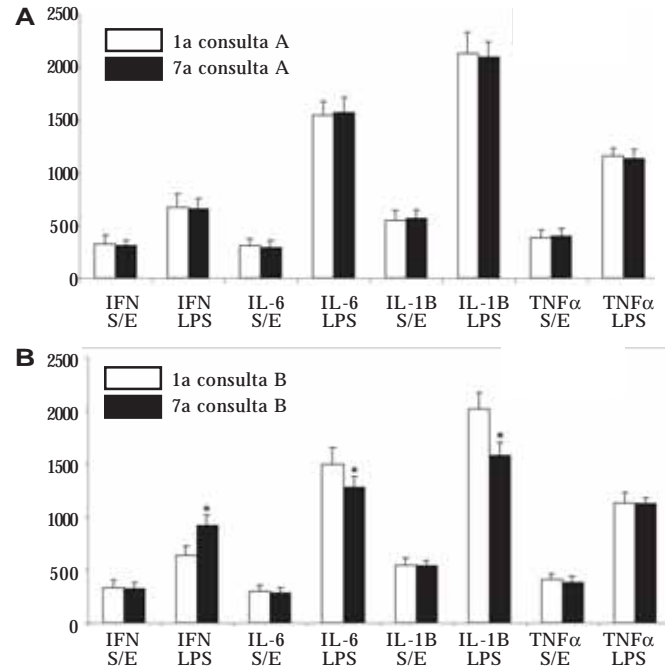 A
2500
2000
1500
1000
500
0
1a consulta A
7a consulta A
IFN IFN IL-6 IL-6 IL-1B IL-1B TNFα TNFα
S/E LPS S/E LPS S/E LPS S/E LPS
B
2500
2000
1500
1000
500
0
1a consulta B
7a consulta B
* * *
IFN IFN IL-6 IL-6 IL-1B IL-1B TNFα TNFα
S/E LPS S/E LPS S/E LPS S/E LPS